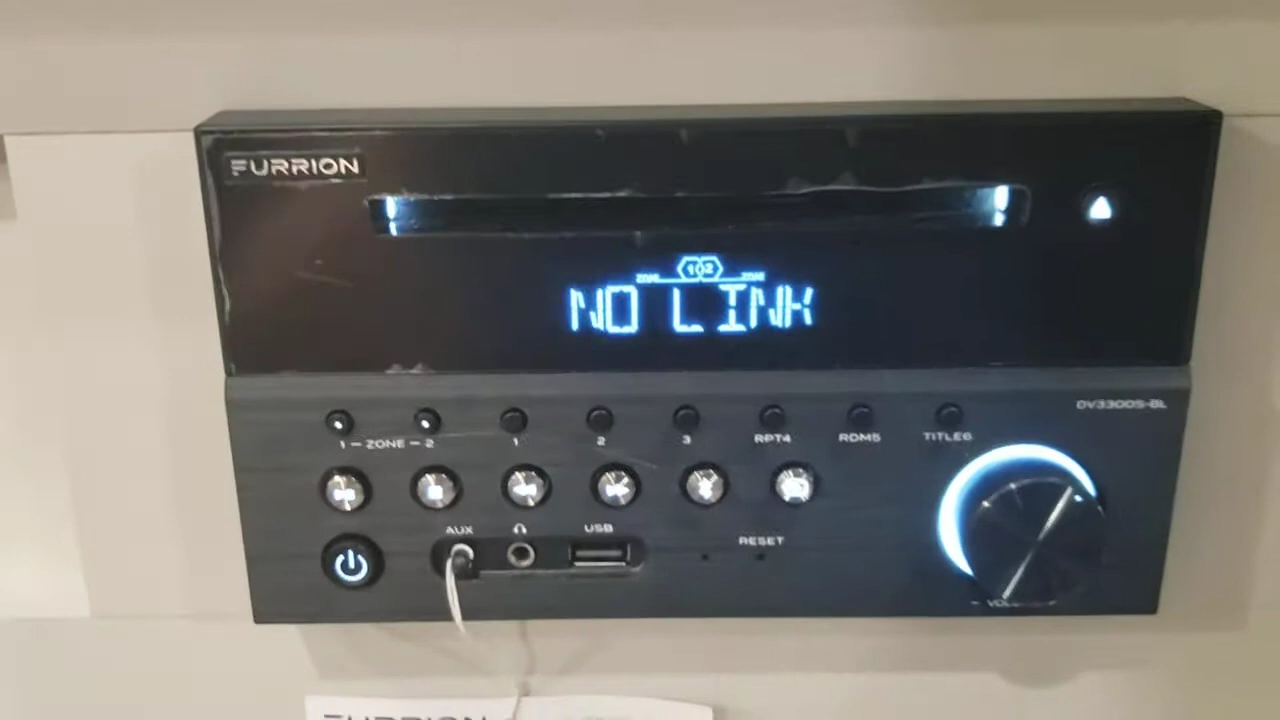 FURRION
ZONE 102 ZONE
NO LINK
DV3300S-BL
1 - ZONE - 2 1 2 3 RPT4 RDM5 TITLE6
AUX USB
RESET
FURRION